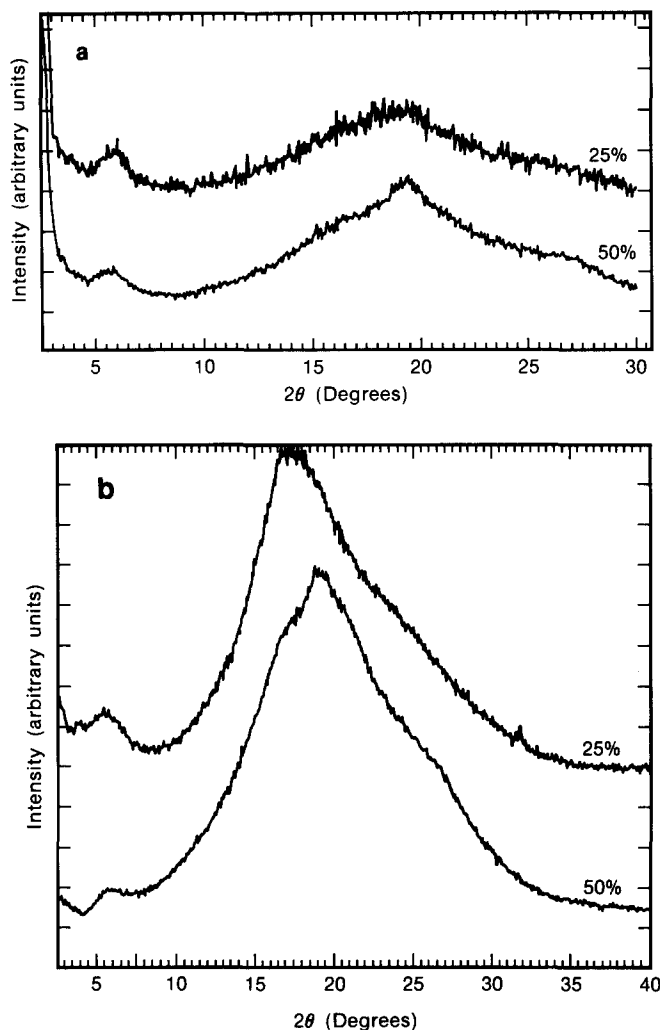 a
Intensity (arbitrary units)
25%
50%
5 10 15 20 25 30
2θ (Degrees)
b
Intensity (arbitrary units)
25%
50%
5 10 15 20 25 30 35 40
2θ (Degrees)